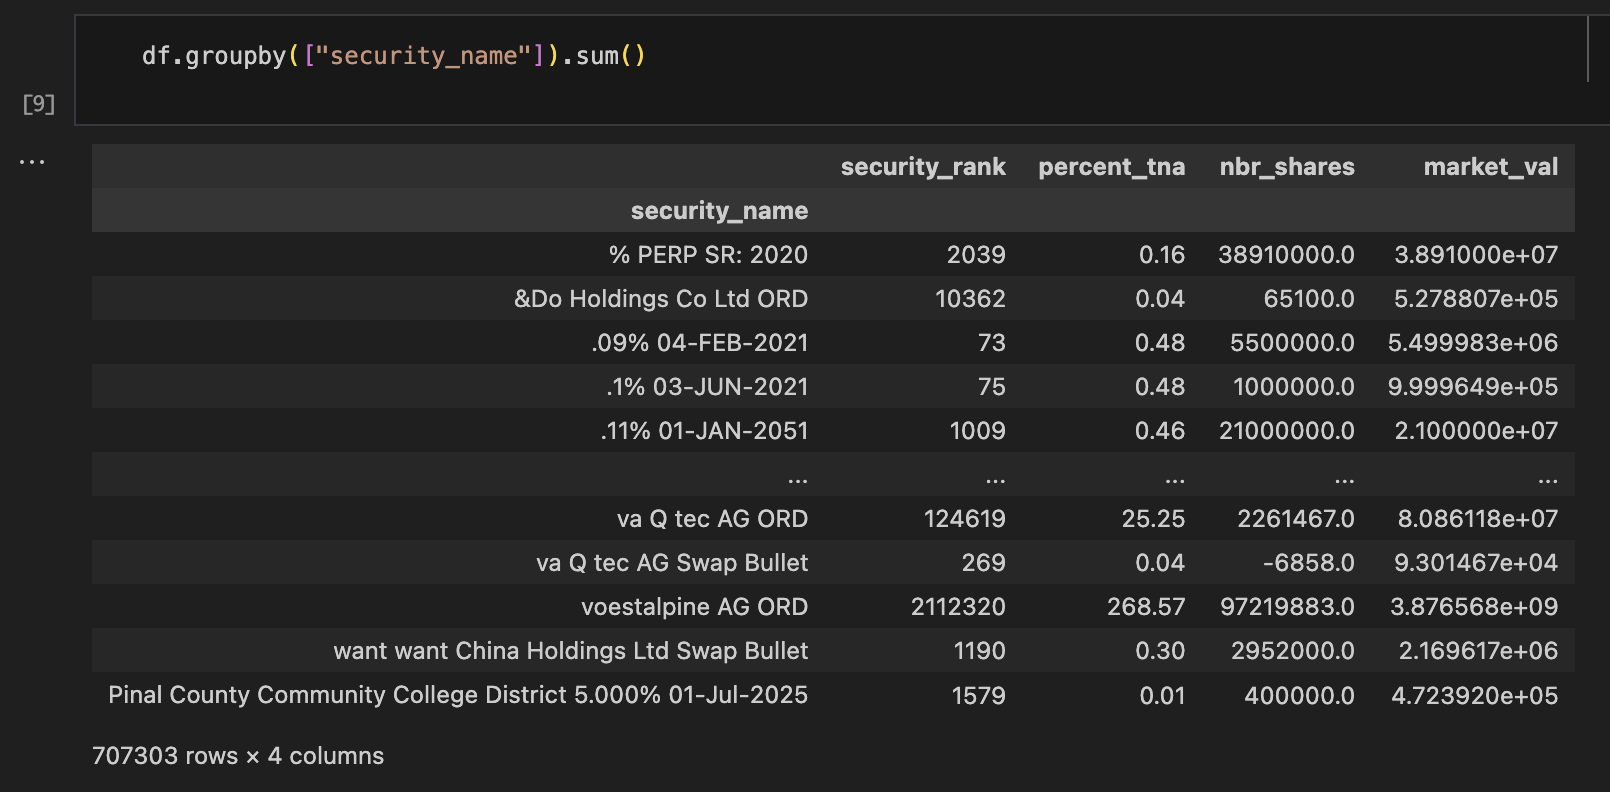 df.groupby(["security_name"]).sum()
[9]
...
security_rank percent_tna nbr_shares market_val
security_name
% PERP SR: 2020 2039 0.16 38910000.0 3.891000e+07
&Do Holdings Co Ltd ORD 10362 0.04 65100.0 5.278807e+05
.09% 04-FEB-2021 73 0.48 5500000.0 5.499983e+06
.1% 03-JUN-2021 75 0.48 1000000.0 9.999649e+05
.11% 01-JAN-2051 1009 0.46 21000000.0 2.100000e+07
... ... ... ... ...
va Q tec AG ORD 124619 25.25 2261467.0 8.086118e+07
va Q tec AG Swap Bullet 269 0.04 -6858.0 9.301467e+04
voestalpine AG ORD 2112320 268.57 97219883.0 3.876568e+09
want want China Holdings Ltd Swap Bullet 1190 0.30 2952000.0 2.169617e+06
Pinal County Community College District 5.000% 01-Jul-2025 1579 0.01 400000.0 4.723920e+05
707303 rows × 4 columns